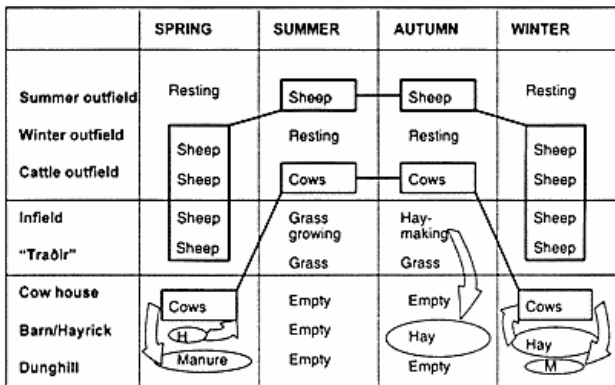 SPRING SUMMER AUTUMN WINTER
Summer outfield Resting Sheep Sheep Resting
Winter outfield Sheep Resting Resting Sheep
Cattle outfield Sheep Cows Cows Sheep
Infield Sheep Grass growing Hay-making Sheep
"Traðir" Sheep Grass Grass Sheep
Cow house Cows Empty Empty Cows
Barn/Hayrick H Empty Hay Hay
Dunghill Manure Empty Empty M